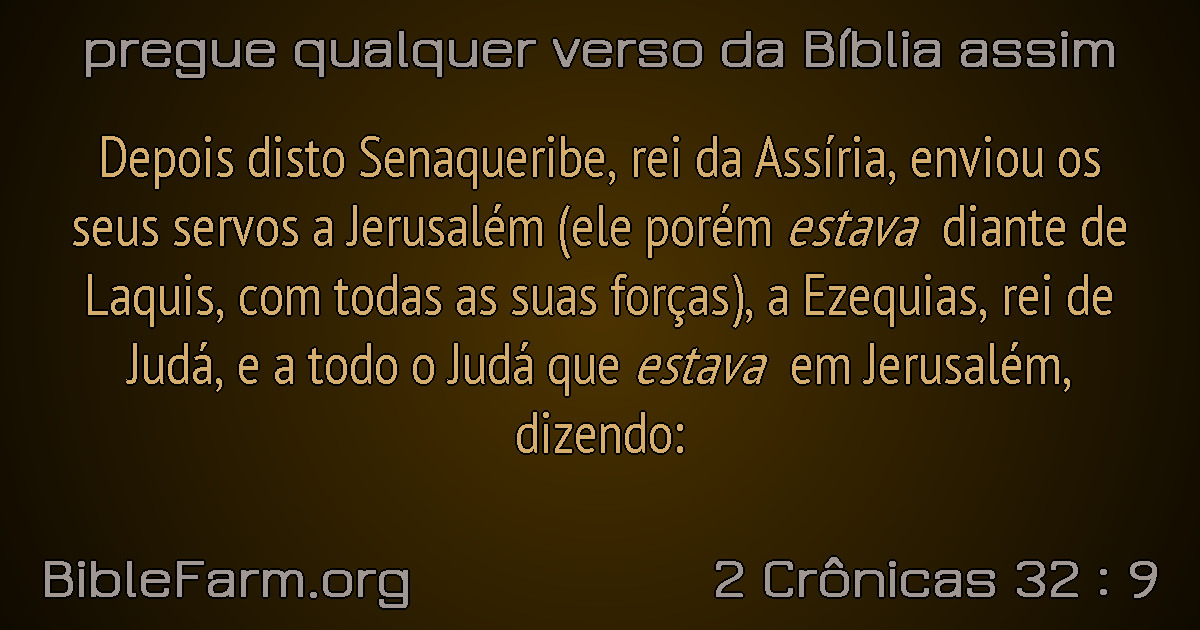 pregue qualquer verso da Bíblia assim
Depois disto Senaqueribe, rei da Assíria, enviou os
seus servos a Jerusalém (ele porém estava diante de
Laquis, com todas as suas forças), a Ezequias, rei de
Judá, e a todo o Judá que estava em Jerusalém,
dizendo:
BibleFarm.org
2 Crônicas 32 : 9